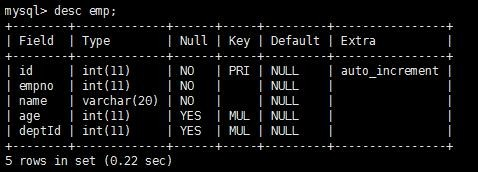 mysql> desc emp;
+--------+-------------+------+-----+---------+----------------+
| Field  | Type        | Null | Key | Default | Extra          |
+--------+-------------+------+-----+---------+----------------+
| id     | int(11)     | NO   | PRI | NULL    | auto_increment |
| empno  | int(11)     | NO   |     | NULL    |                |
| name   | varchar(20) | NO   |     | NULL    |                |
| age    | int(11)     | YES  | MUL | NULL    |                |
| deptId | int(11)     | YES  | MUL | NULL    |                |
+--------+-------------+------+-----+---------+----------------+
5 rows in set (0.22 sec)